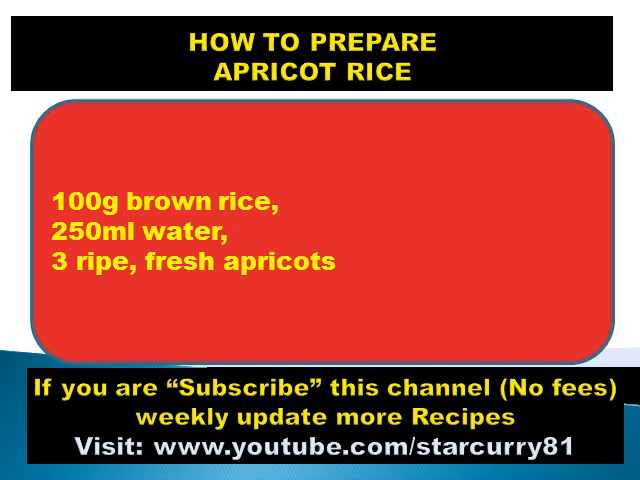 HOW TO PREPARE
APRICOT RICE
100g brown rice,
250ml water,
3 ripe, fresh apricots
If you are “Subscribe” this channel (No fees)
weekly update more Recipes
Visit: www.youtube.com/starcurry81